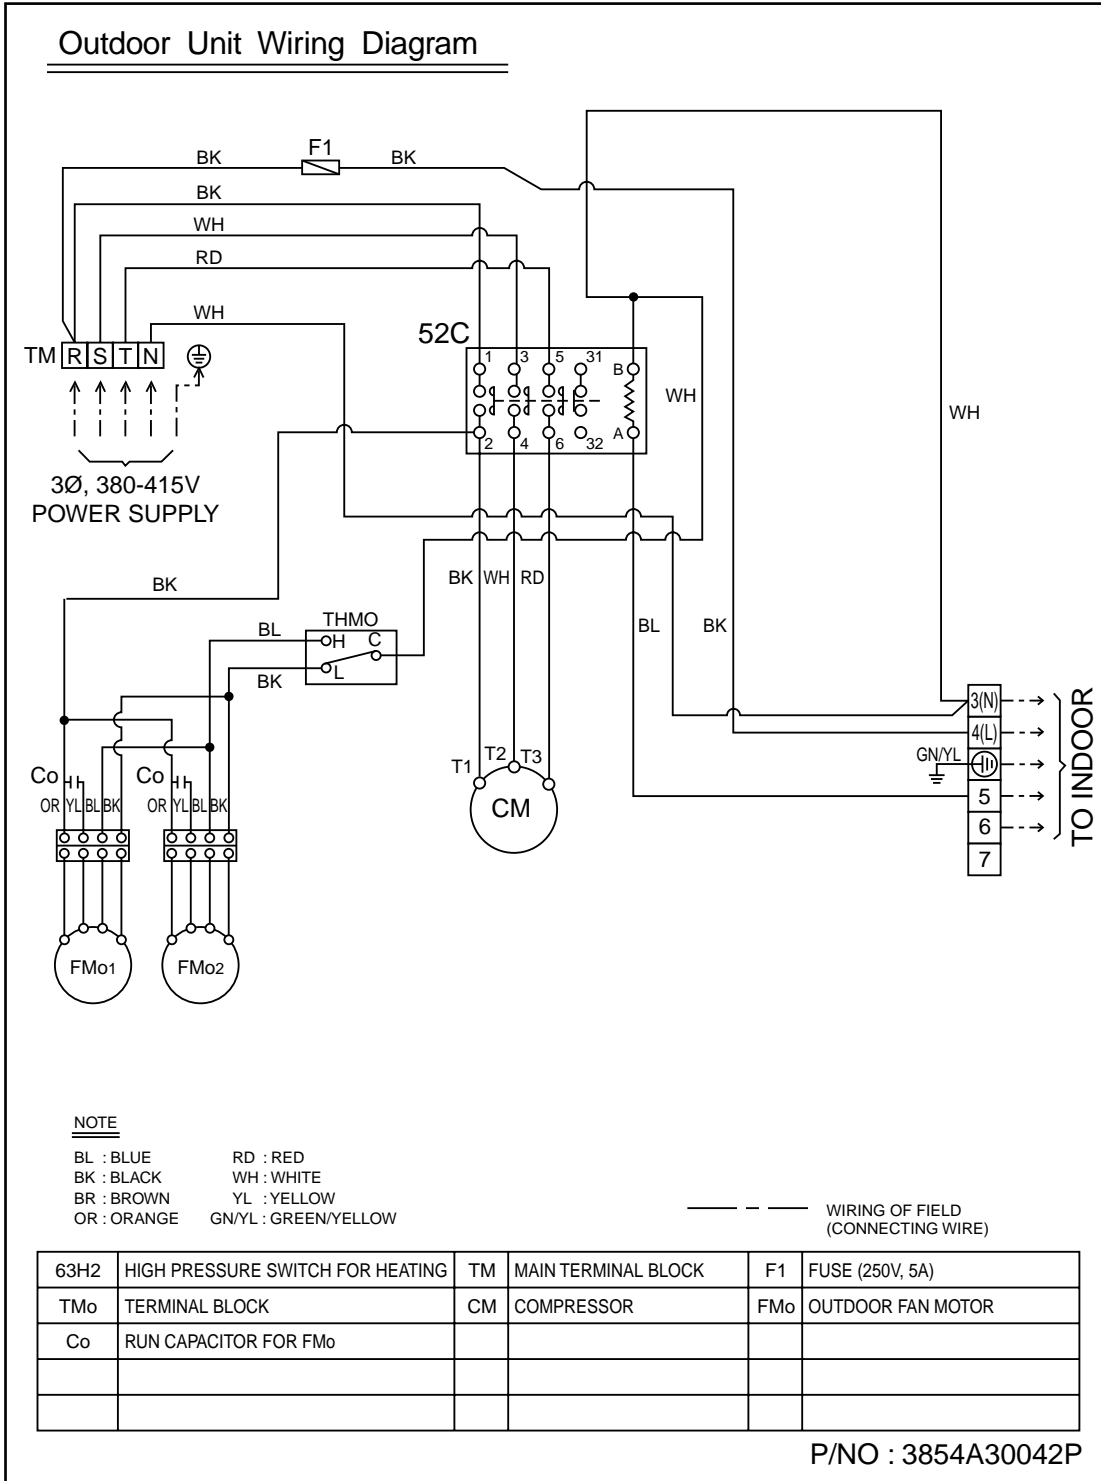 Outdoor Unit Wiring Diagram
F1
BK
BK
BK
WH
RD
WH
52C
TM R S T N
1 3 5 31
B
WH
WH
A
2 4 6 32
3Ø, 380-415V
POWER SUPPLY
BK
BK WH RD
THMO
BL
H C
L
BK
BL
BK
3(N)
4(L)
GN/YL
5
6
7
TO INDOOR
T1 T2 T3
CM
Co
Co
OR YL BL BK
OR YL BL BK
FMo1
FMo2
NOTE
BL : BLUE RD : RED
BK : BLACK WH : WHITE
BR : BROWN YL : YELLOW
OR : ORANGE GN/YL : GREEN/YELLOW
WIRING OF FIELD
(CONNECTING WIRE)
63H2 HIGH PRESSURE SWITCH FOR HEATING TM MAIN TERMINAL BLOCK F1 FUSE (250V, 5A)
TMo TERMINAL BLOCK CM COMPRESSOR FMo OUTDOOR FAN MOTOR
Co RUN CAPACITOR FOR FMo
P/NO : 3854A30042P